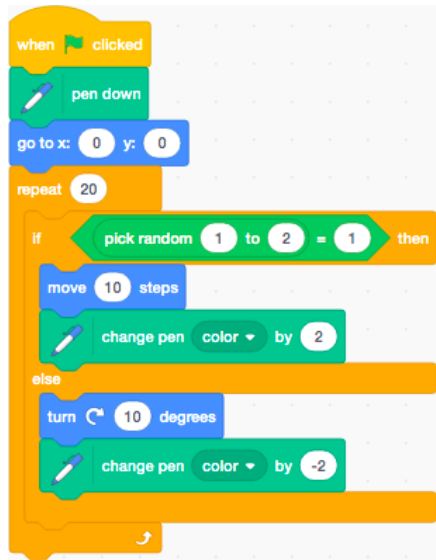 when clicked
pen down
go to x: 0 y: 0
repeat 20
if pick random 1 to 2 = 1 then
move 10 steps
change pen color by 2
else
turn 10 degrees
change pen color by -2